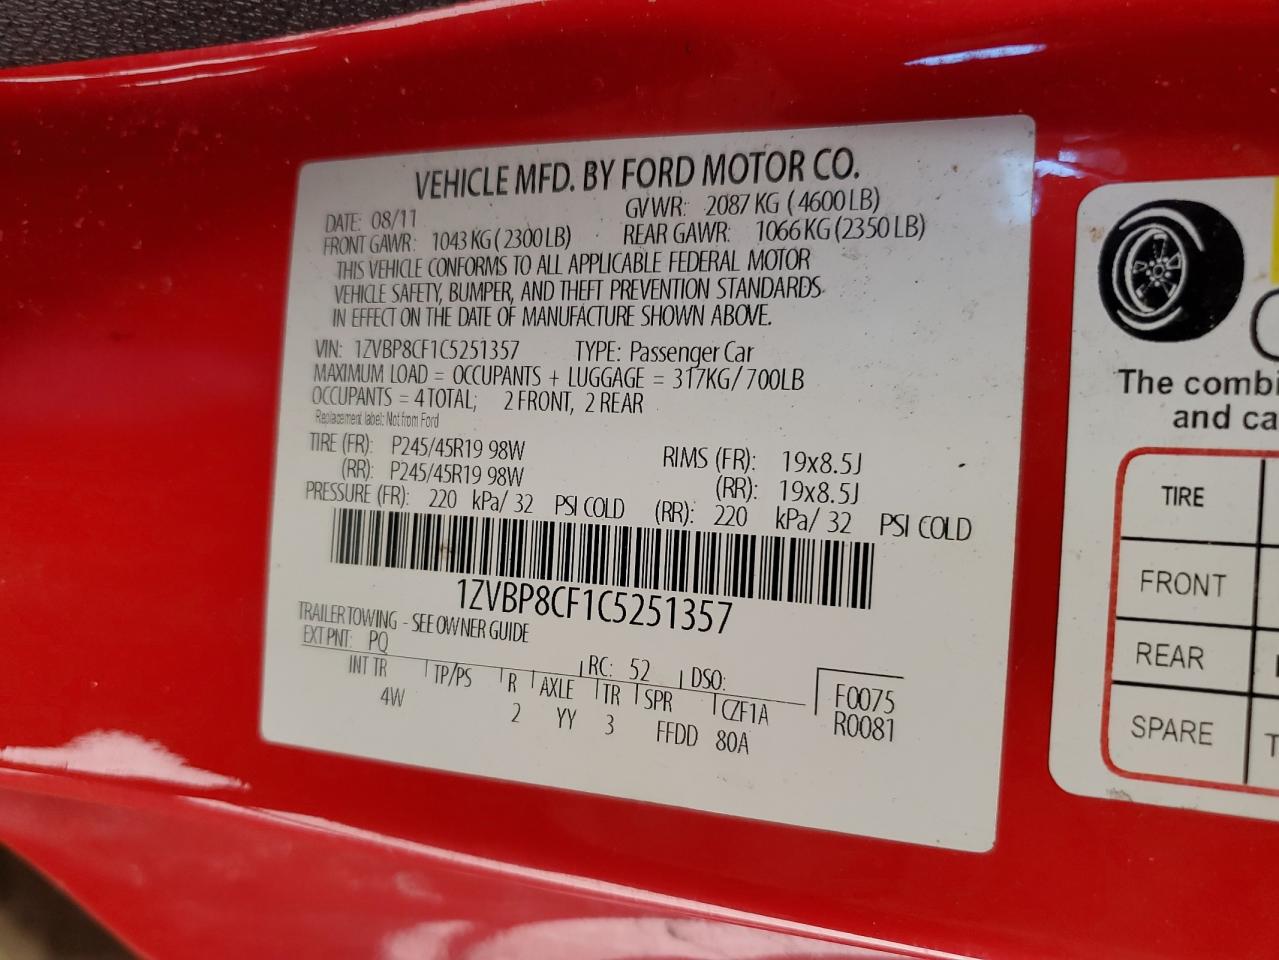 VEHICLE MFD. BY FORD MOTOR CO.
DATE: 08/11 GVWR: 2087 KG ( 4600 LB)
FRONT GAWR: 1043 KG ( 2300 LB) REAR GAWR: 1066 KG ( 2350 LB)
THIS VEHICLE CONFORMS TO ALL APPLICABLE FEDERAL MOTOR
VEHICLE SAFETY, BUMPER, AND THEFT PREVENTION STANDARDS
IN EFFECT ON THE DATE OF MANUFACTURE SHOWN ABOVE.
VIN: 1ZVBP8CF1C5251357 TYPE: Passenger Car
MAXIMUM LOAD = OCCUPANTS + LUGGAGE = 317KG/ 700LB
OCCUPANTS = 4 TOTAL; 2 FRONT, 2 REAR
Replacement label: Not from Ford
TIRE (FR): P245/45R19 98W RIMS (FR): 19x8.5J
(RR): P245/45R19 98W (RR): 19x8.5J
PRESSURE (FR): 220 kPa/ 32 PSI COLD (RR): 220 kPa/ 32 PSI COLD
1ZVBP8CF1C5251357
TRAILER TOWING - SEE OWNER GUIDE
EXT PNT: PQ RC: 52 DSO:
INT TR TP/PS R AXLE TR SPR CZF1A F0075
4W 2 YY 3 FFDD 80A R0081
The combi
and ca
TIRE
FRONT
REAR
SPARE